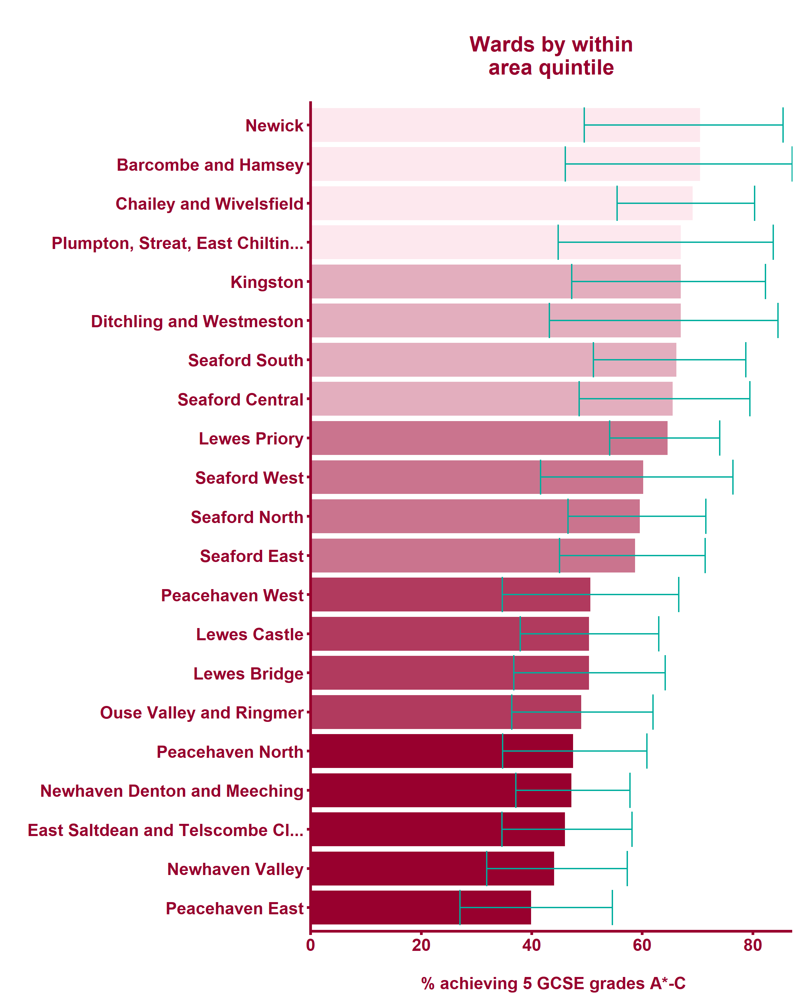 Wards by within
area quintile
Newick
Barcombe and Hamsey
Chailey and Wivelsfield
Plumpton, Streat, East Chiltin...
Kingston
Ditchling and Westmeston
Seaford South
Seaford Central
Lewes Priory
Seaford West
Seaford North
Seaford East
Peacehaven West
Lewes Castle
Lewes Bridge
Ouse Valley and Ringmer
Peacehaven North
Newhaven Denton and Meeching
East Saltdean and Telscombe Cl...
Newhaven Valley
Peacehaven East
0 20 40 60 80
% achieving 5 GCSE grades A*-C